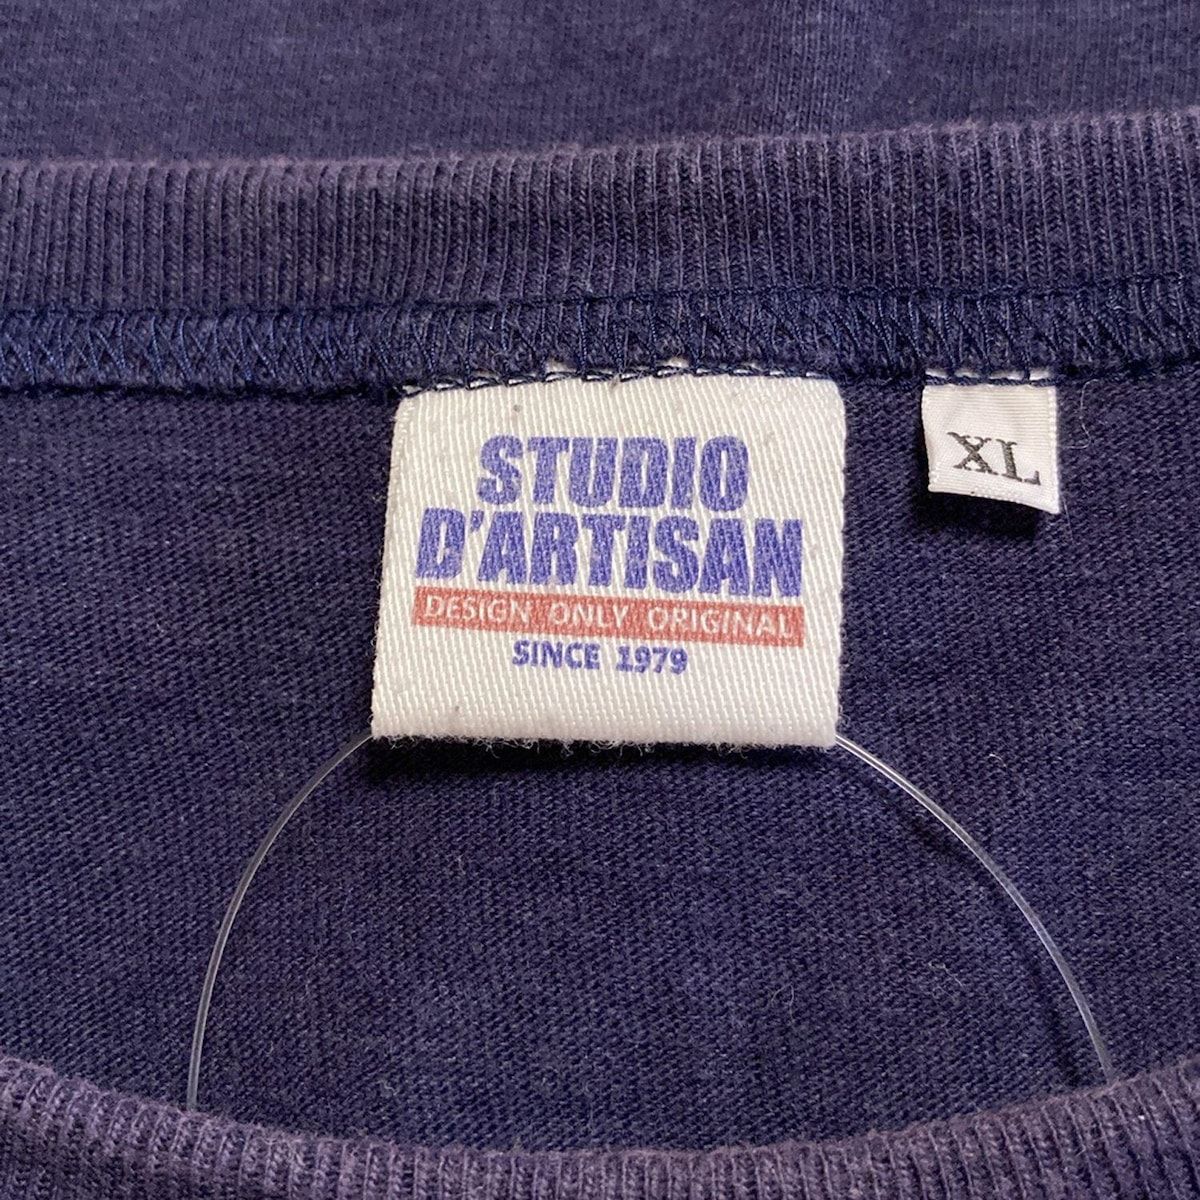 STUDIO
D'ARTISAN
DESIGN ONLY ORIGINAL
SINCE 1979
XL